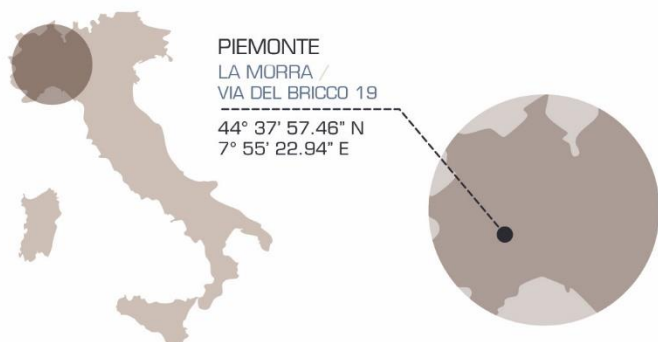 PIEMONTE
LA MORRA /
VIA DEL BRICCO 19
44° 37' 57.46" N
7° 55' 22.94" E